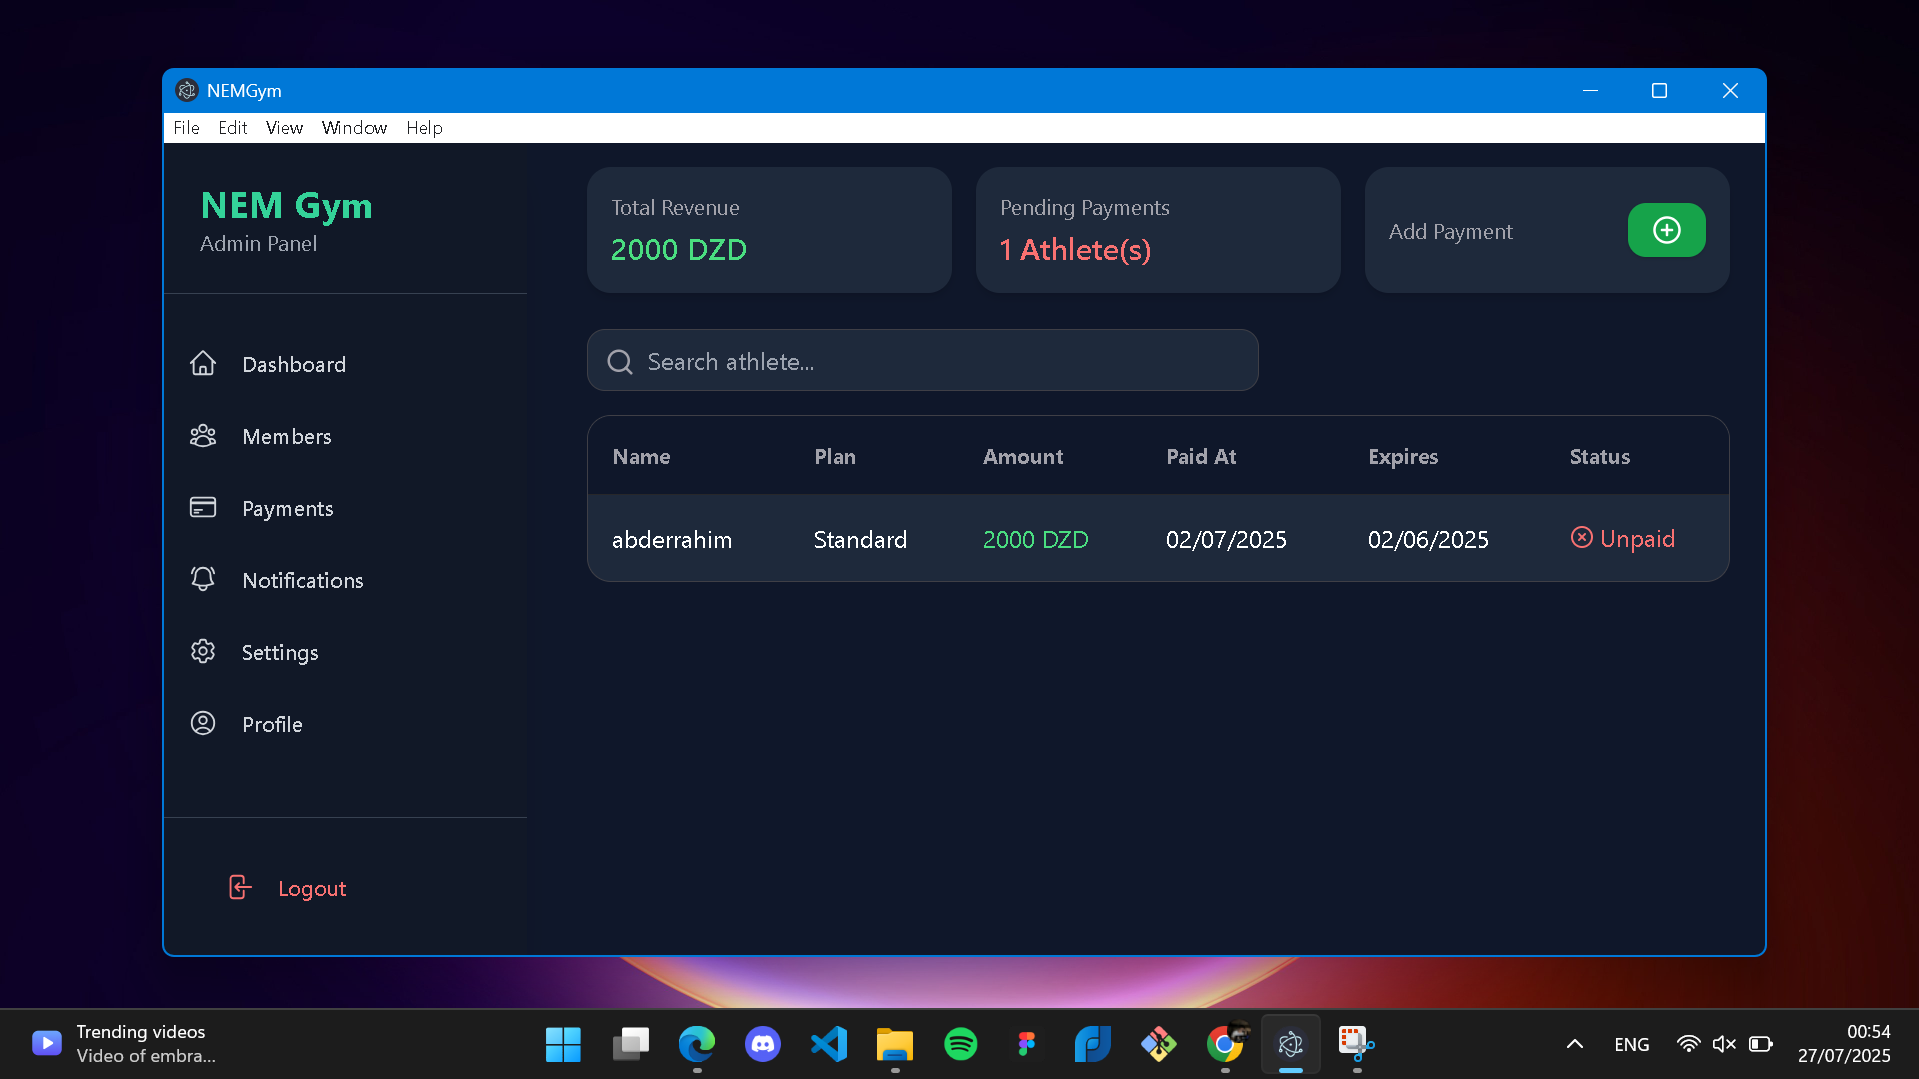 NEMGym
File Edit View Window Help
NEM Gym
Admin Panel
Dashboard
Members
Payments
Notifications
Settings
Profile
Logout
Total Revenue
2000 DZD
Pending Payments
1 Athlete(s)
Add Payment
Search athlete...
Name Plan Amount Paid At Expires Status
abderrahim Standard 2000 DZD 02/07/2025 02/06/2025 Unpaid
Trending videos
Video of embra...
ENG
00:54
27/07/2025